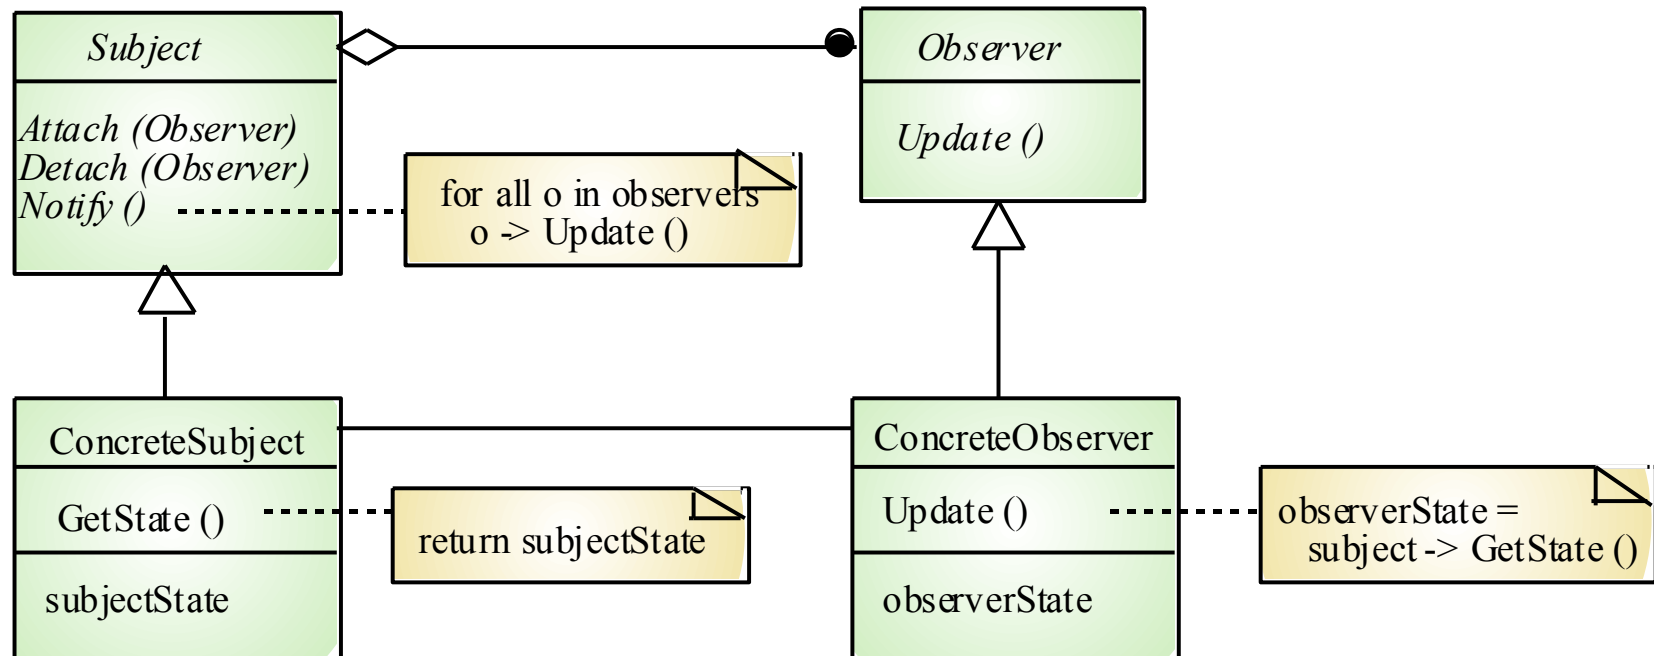 Subject
Attach (Observer)
Detach (Observer)
Notify ()
for all o in observers
o -> Update ()
Observer
Update ()
ConcreteSubject
GetState ()
subjectState
return subjectState
ConcreteObserver
Update ()
observerState
observerState =
subject -> GetState ()